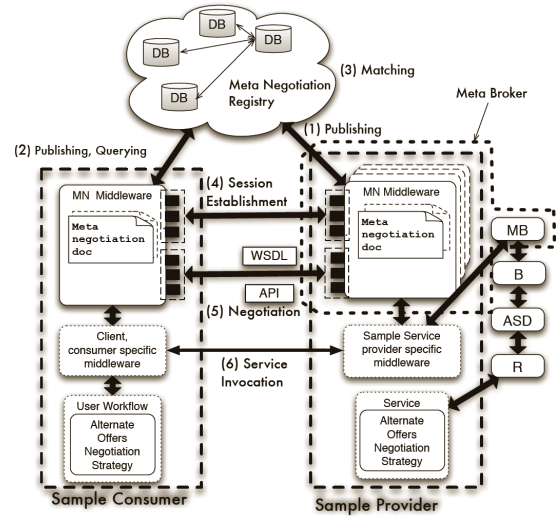 DB
DB
DB
DB
Meta Negotiation
Registry
(3) Matching
Meta Broker
(1) Publishing
(2) Publishing, Querying
MN Middleware
Meta
negotiation
doc
(4) Session
Establishment
WSDL
API
(5) Negotiation
MN Middleware
Meta
negotiation
doc
MB
B
ASD
R
Client,
consumer specific
middleware
(6) Service
Invocation
Sample Service
provider specific
middleware
User Workflow
Alternate
Offers
Negotiation
Strategy
Service
Alternate
Offers
Negotiation
Strategy
Sample Consumer
Sample Provider